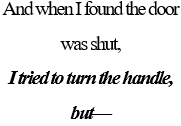 And when I found the door
was shut,
I tried to turn the handle,
but—